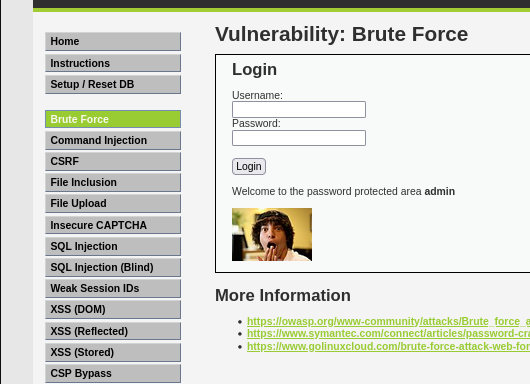 Home
Instructions
Setup / Reset DB
Brute Force
Command Injection
CSRF
File Inclusion
File Upload
Insecure CAPTCHA
SQL Injection
SQL Injection (Blind)
Weak Session IDs
XSS (DOM)
XSS (Reflected)
XSS (Stored)
CSP Bypass
Vulnerability: Brute Force
Login
Username:
Password:
Login
Welcome to the password protected area admin
More Information
https://owasp.org/www-community/attacks/Brute_force_a
https://www.symantec.com/connect/articles/password-cra
https://www.golinuxcloud.com/brute-force-attack-web-for